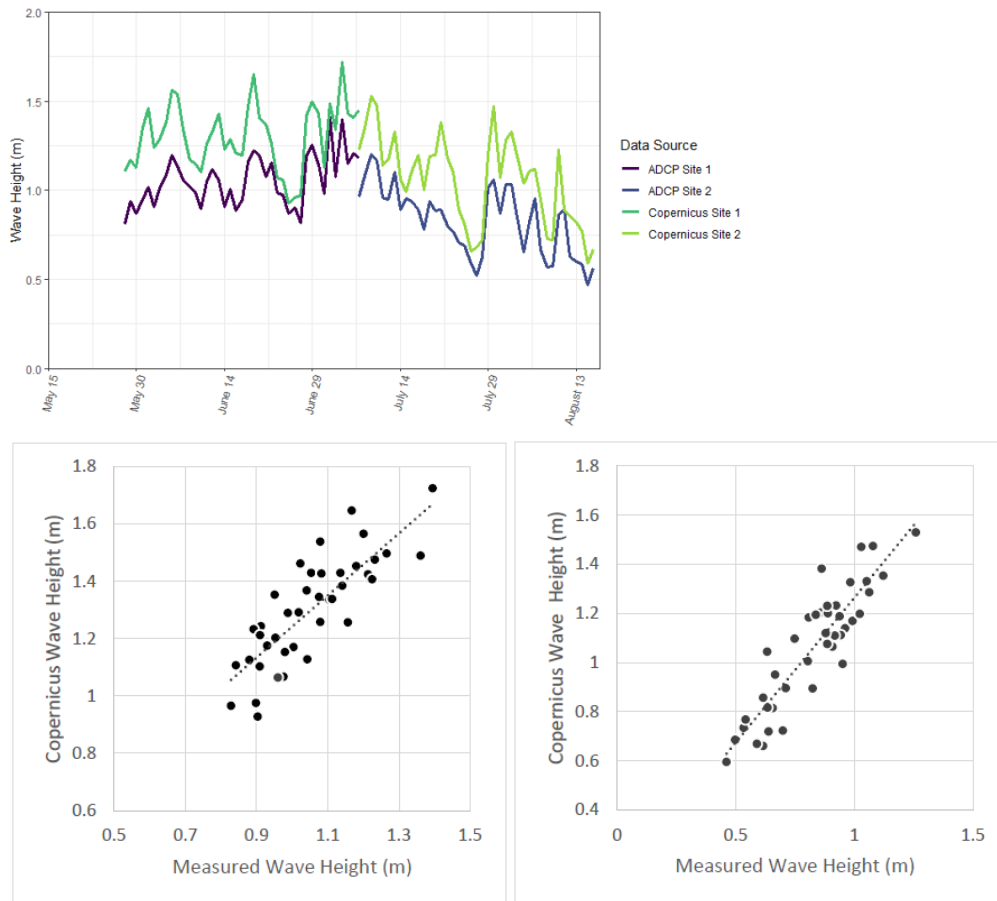 2.0
1.5
1.0
0.5
0.0
Wave Height (m)
May 15
May 30
June 14
June 29
July 14
July 29
August 13
Data Source
ADCP Site 1
ADCP Site 2
Copernicus Site 1
Copernicus Site 2
1.8
1.6
1.4
1.2
1
0.8
0.6
Copernicus Wave Height (m)
0.5
0.7
0.9
1.1
1.3
1.5
Measured Wave Height (m)
1.8
1.6
1.4
1.2
1
0.8
0.6
0.4
Copernicus Wave Height (m)
0
0.5
1
1.5
Measured Wave Height (m)